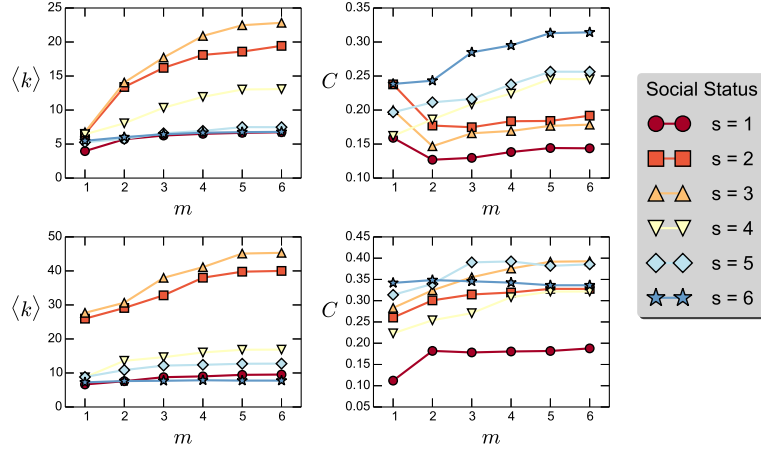 25
20
15
10
5
0
⟨k⟩
1 2 3 4 5 6
m
0.35
0.30
0.25
0.20
0.15
0.10
C
1 2 3 4 5 6
m
50
40
30
20
10
0
⟨k⟩
1 2 3 4 5 6
m
0.45
0.40
0.35
0.30
0.25
0.20
0.15
0.10
0.05
C
1 2 3 4 5 6
m
Social Status
s = 1
s = 2
s = 3
s = 4
s = 5
s = 6